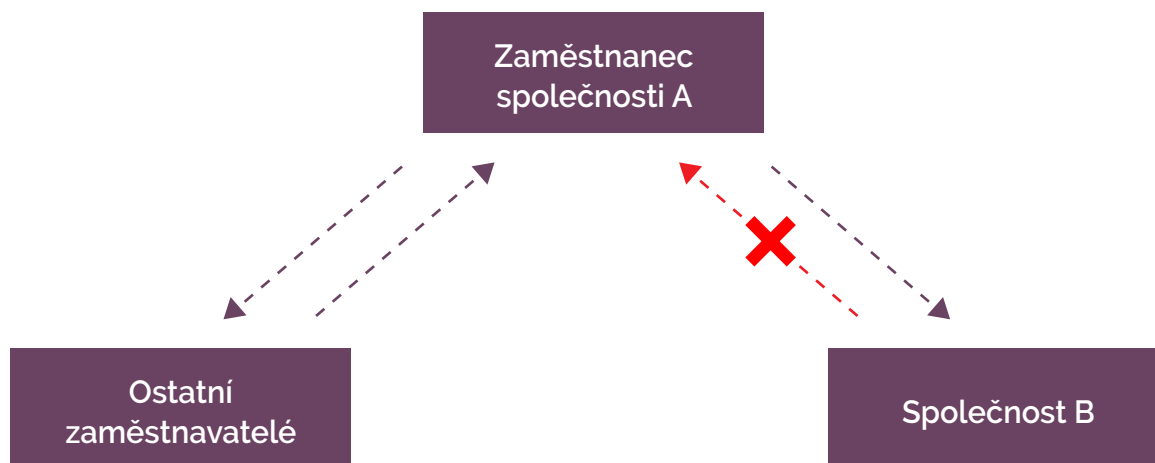 Zaměstnanec
společnosti A
Ostatní
zaměstnavatelé
Společnost B